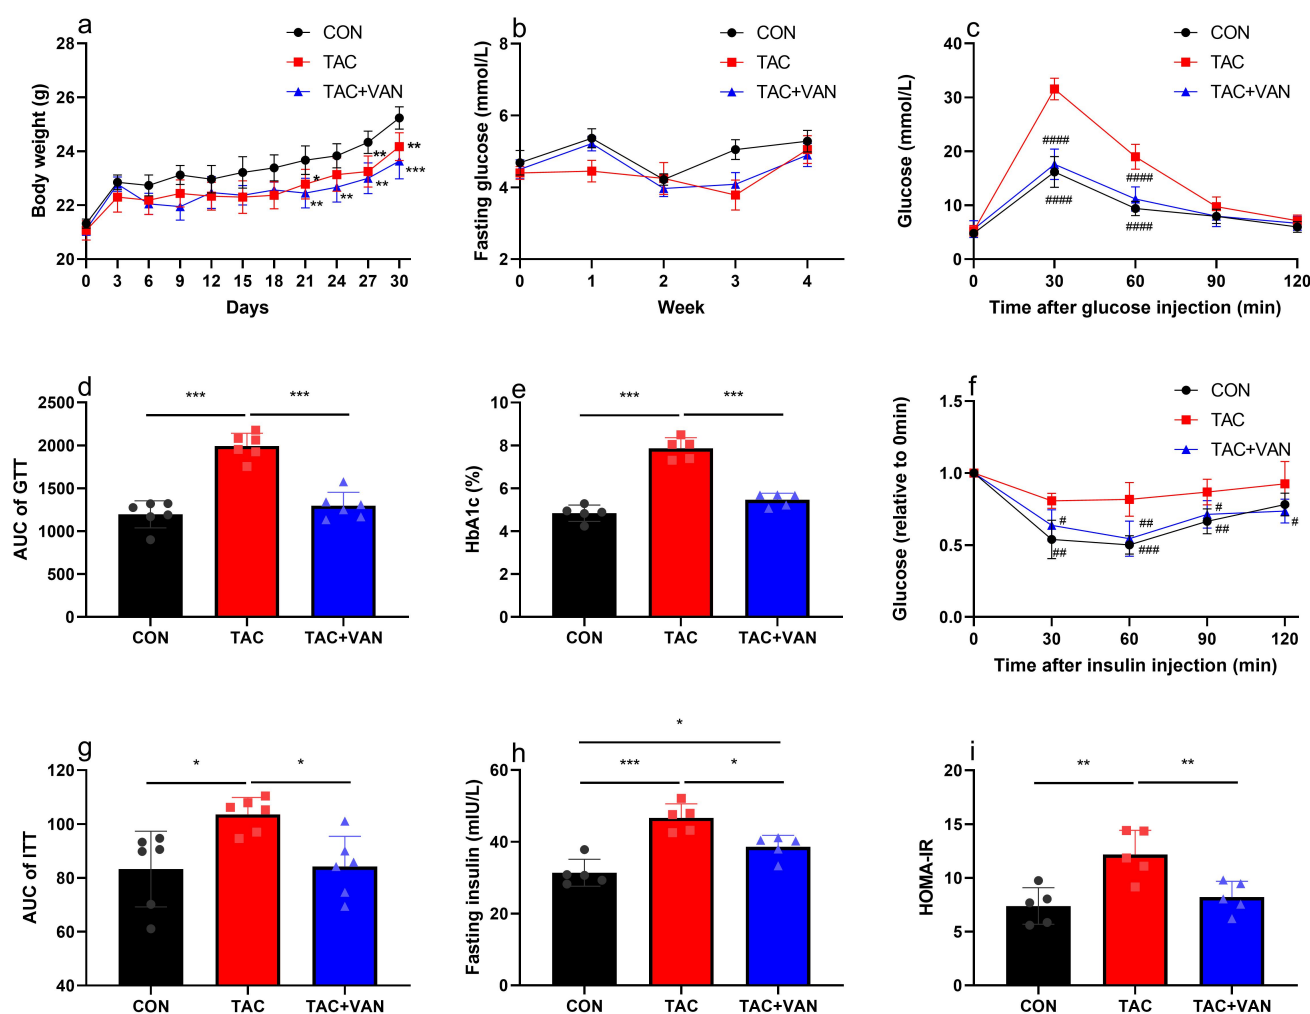 a
CON
TAC
TAC+VAN
Body weight (g)
28
26
24
22
20
0 3 6 9 12 15 18 21 24 27 30
Days
*
**
**
**
**
**
***
b
CON
TAC
TAC+VAN
Fasting glucose (mmol/L)
8
6
4
2
0 1 2 3 4
Week
c
CON
TAC
TAC+VAN
Glucose (mmol/L)
40
30
20
10
0
####
####
####
####
0 30 60 90 120
Time after glucose injection (min)
d
*** ***
AUC of GTT
2500
2000
1500
1000
500
0
CON TAC TAC+VAN
e
*** ***
HbA1c (%)
10
8
6
4
2
0
CON TAC TAC+VAN
f
CON
TAC
TAC+VAN
Glucose (relative to 0min)
1.5
1.0
0.5
0.0
#
##
##
###
#
##
#
0 30 60 90 120
Time after insulin injection (min)
g
* *
AUC of ITT
120
100
80
60
40
CON TAC TAC+VAN
h
*
*** *
Fasting insulin (mIU/L)
60
40
20
0
CON TAC TAC+VAN
i
** **
HOMA-IR
20
15
10
5
0
CON TAC TAC+VAN